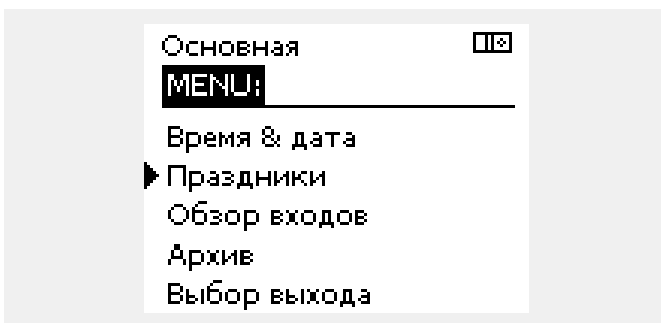 Основная
MENU:
Время & дата
Праздники
Обзор входов
Архив
Выбор выхода